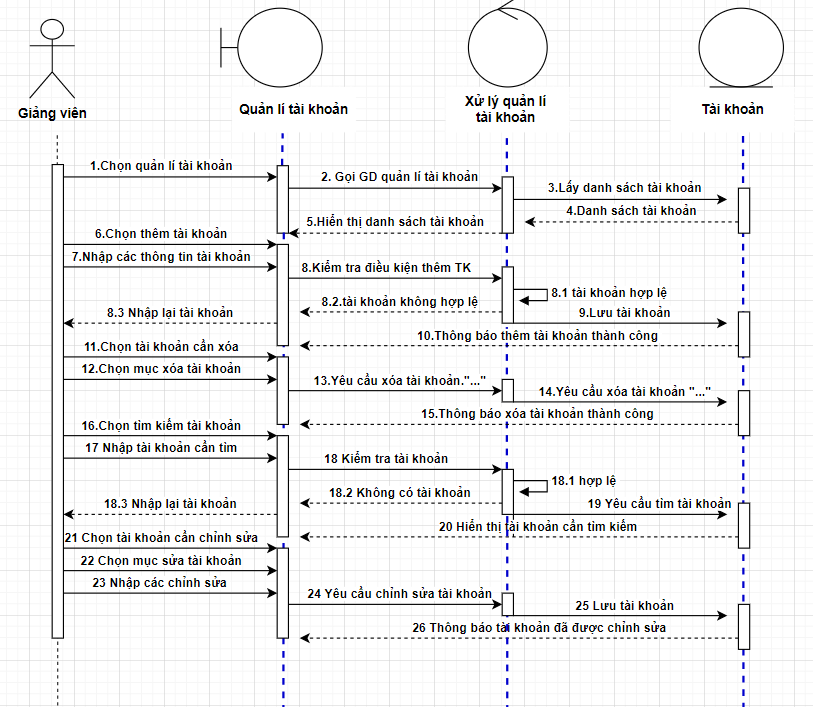 Giảng viên
Quản lí tài khoản
Xử lý quản lí
tài khoản
Tài khoản
1.Chọn quản lí tài khoản
2. Gọi GD quản lí tài khoản
3.Lấy danh sách tài khoản
4.Danh sách tài khoản
5.Hiển thị danh sách tài khoản
6.Chọn thêm tài khoản
7.Nhập các thông tin tài khoản
8.Kiểm tra điều kiện thêm TK
8.1 tài khoản hợp lệ
8.2.tài khoản không hợp lệ
8.3 Nhập lại tài khoản
9.Lưu tài khoản
10.Thông báo thêm tài khoản thành công
11.Chọn tài khoản cần xóa
12.Chọn mục xóa tài khoản
13.Yêu cầu xóa tài khoản."..."
14.Yêu cầu xóa tài khoản "..."
15.Thông báo xóa tài khoản thành công
16.Chọn tìm kiếm tài khoản
17 Nhập tài khoản cần tìm
18 Kiểm tra tài khoản
18.1 hợp lệ
18.2 Không có tài khoản
18.3 Nhập lại tài khoản
19 Yêu cầu tìm tài khoản
20 Hiển thị tài khoản cần tìm kiếm
21 Chọn tài khoản cần chỉnh sửa
22 Chọn mục sửa tài khoản
23 Nhập các chỉnh sửa
24 Yêu cầu chỉnh sửa tài khoản
25 Lưu tài khoản
26 Thông báo tài khoản đã được chỉnh sửa